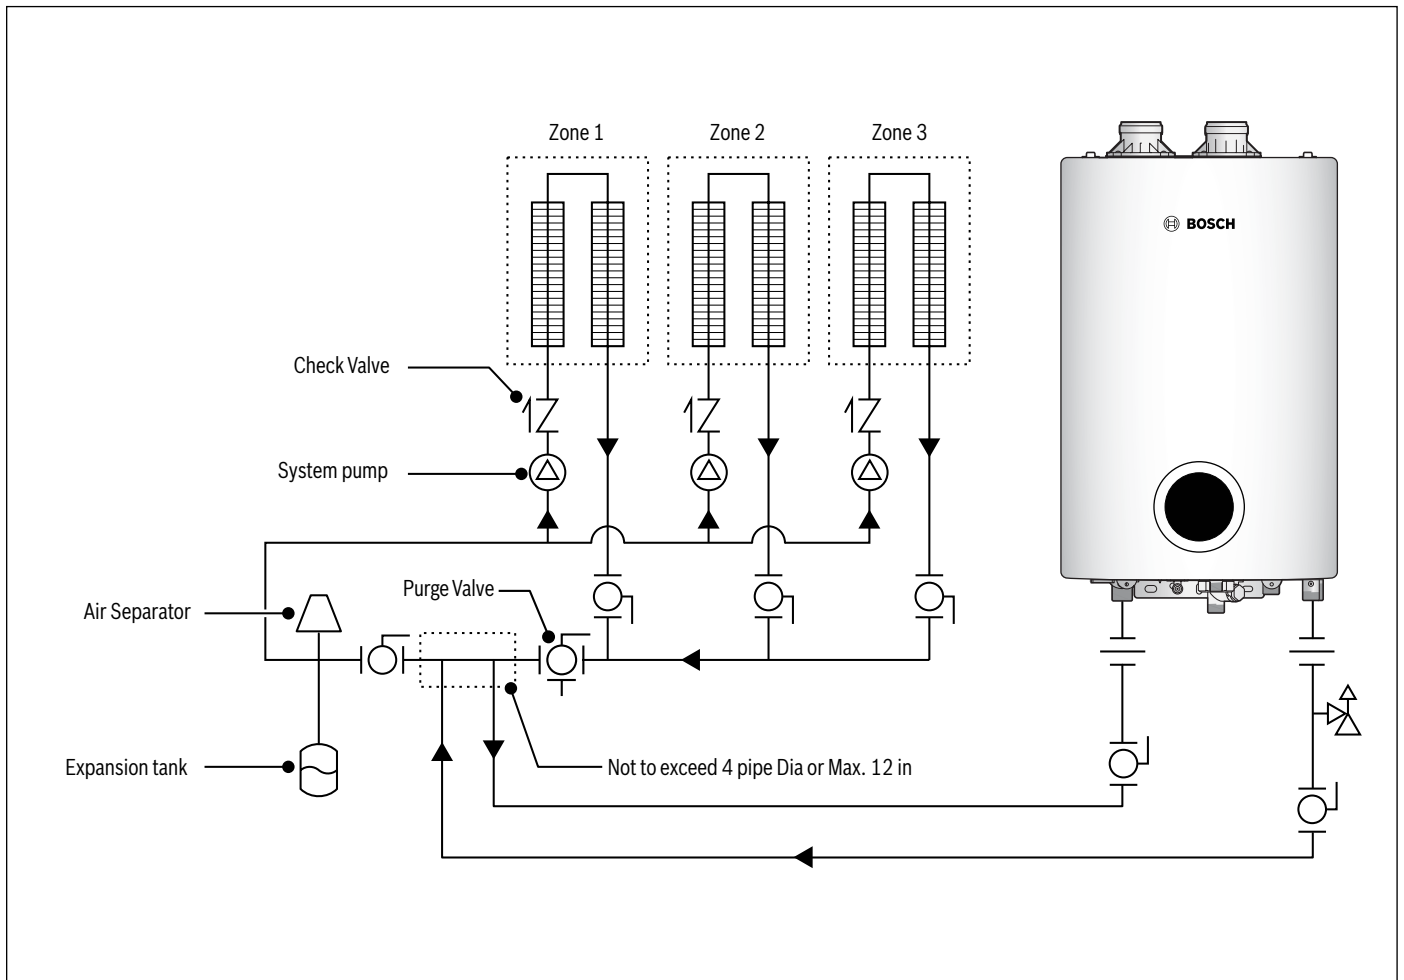 Zone 1
Zone 2
Zone 3
BOSCH
Check Valve
System pump
Purge Valve
Air Separator
Expansion tank
Not to exceed 4 pipe Dia or Max. 12 in